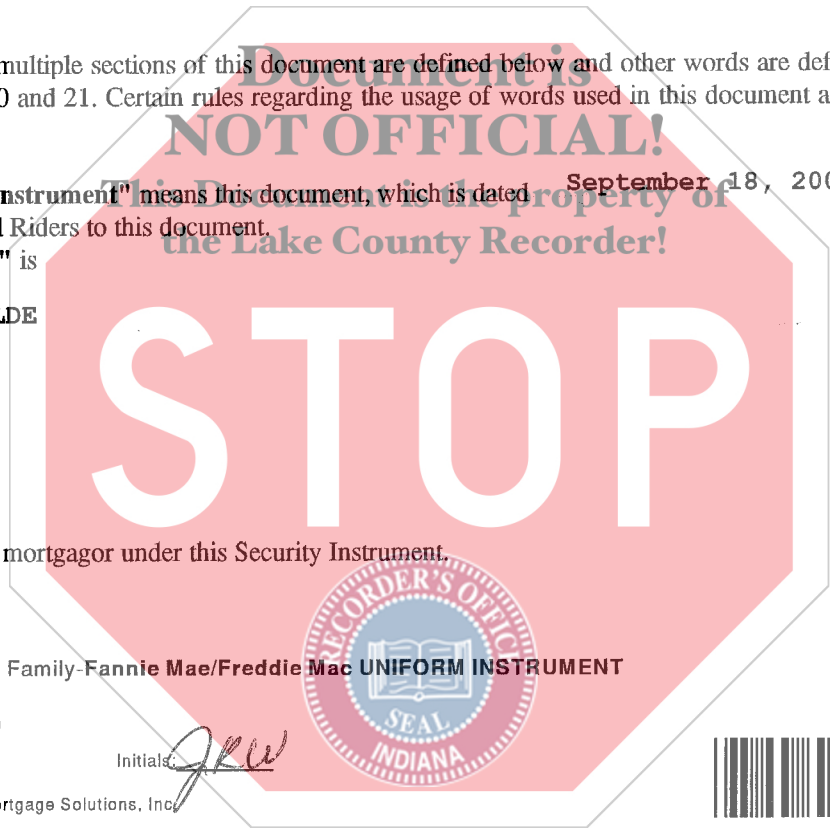 multiple sections of this document are defined below and other words are def
Document is
0 and 21. Certain rules regarding the usage of words used in this document a
NOT OFFICIAL!
nstrument" means this document, which is dated September 18, 200
This Document is the property of
l Riders to this document.
the Lake County Recorder!
" is
LDE
STOP
mortgagor under this Security Instrument.
RECORDER'S OFFICE
Family-Fannie Mae/Freddie Mac UNIFORM INSTRUMENT
SEAL
INDIANA
Initials: JRW
ortgage Solutions, Inc.